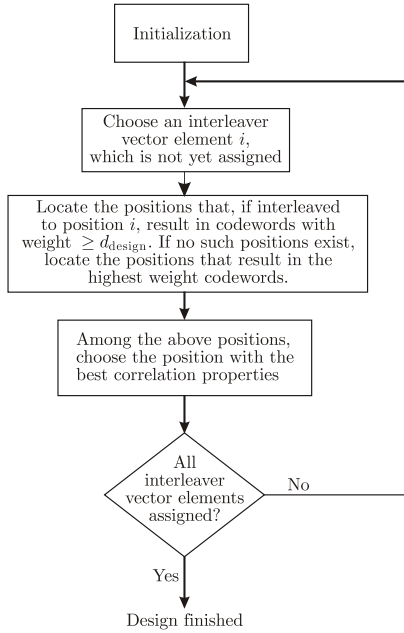 Initialization
Choose an interleaver
vector element i,
which is not yet assigned
Locate the positions that, if interleaved
to position i, result in codewords with
weight ≥ d_design. If no such positions exist,
locate the positions that result in the
highest weight codewords.
Among the above positions,
choose the position with the
best correlation properties
All
interleaver
vector elements
assigned?
No
Yes
Design finished